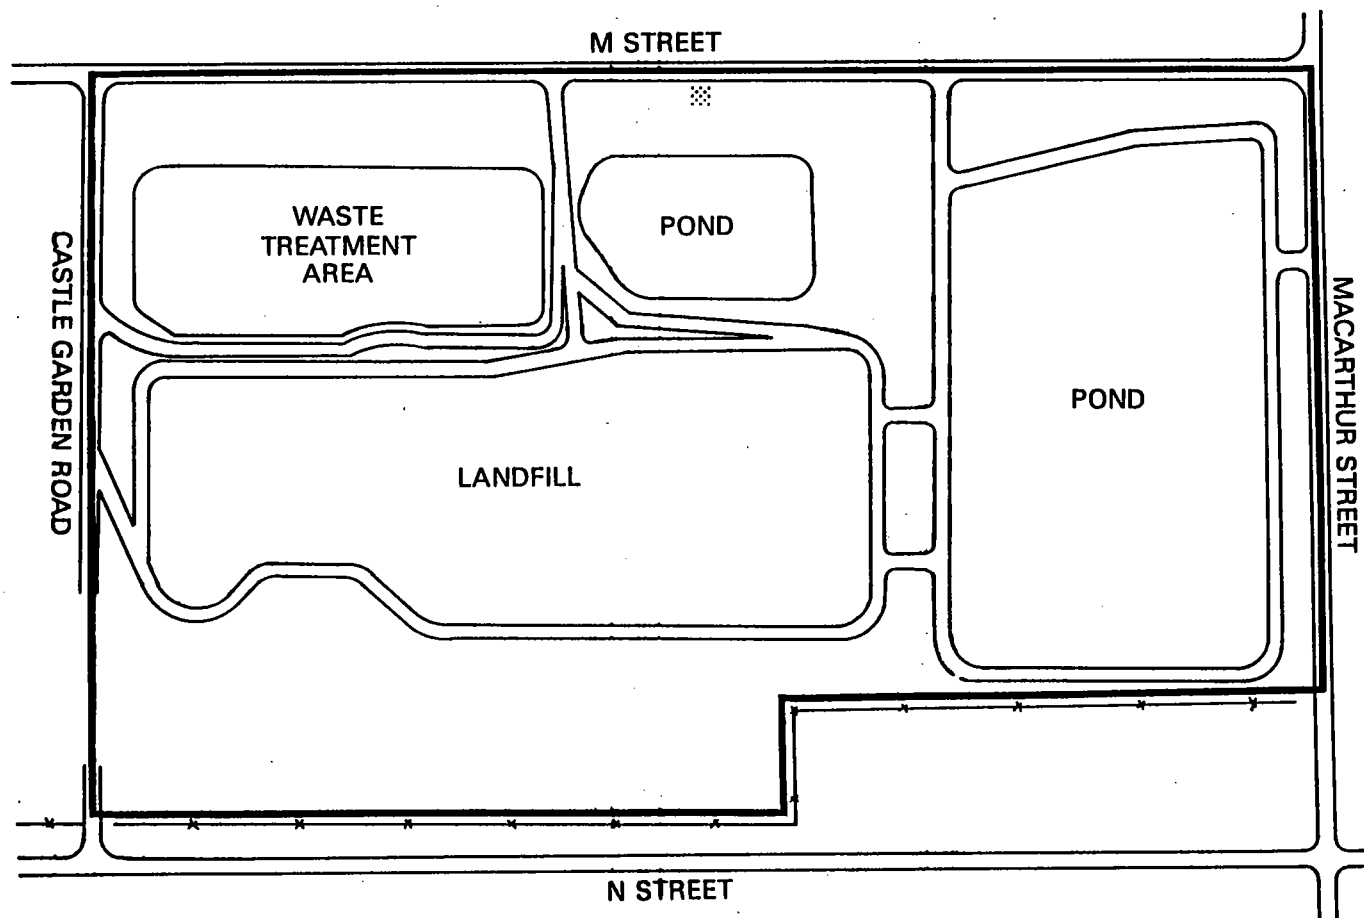 M STREET
WASTE
TREATMENT
AREA
POND
CASTLE GARDEN ROAD
MACARTHUR STREET
POND
LANDFILL
N STREET